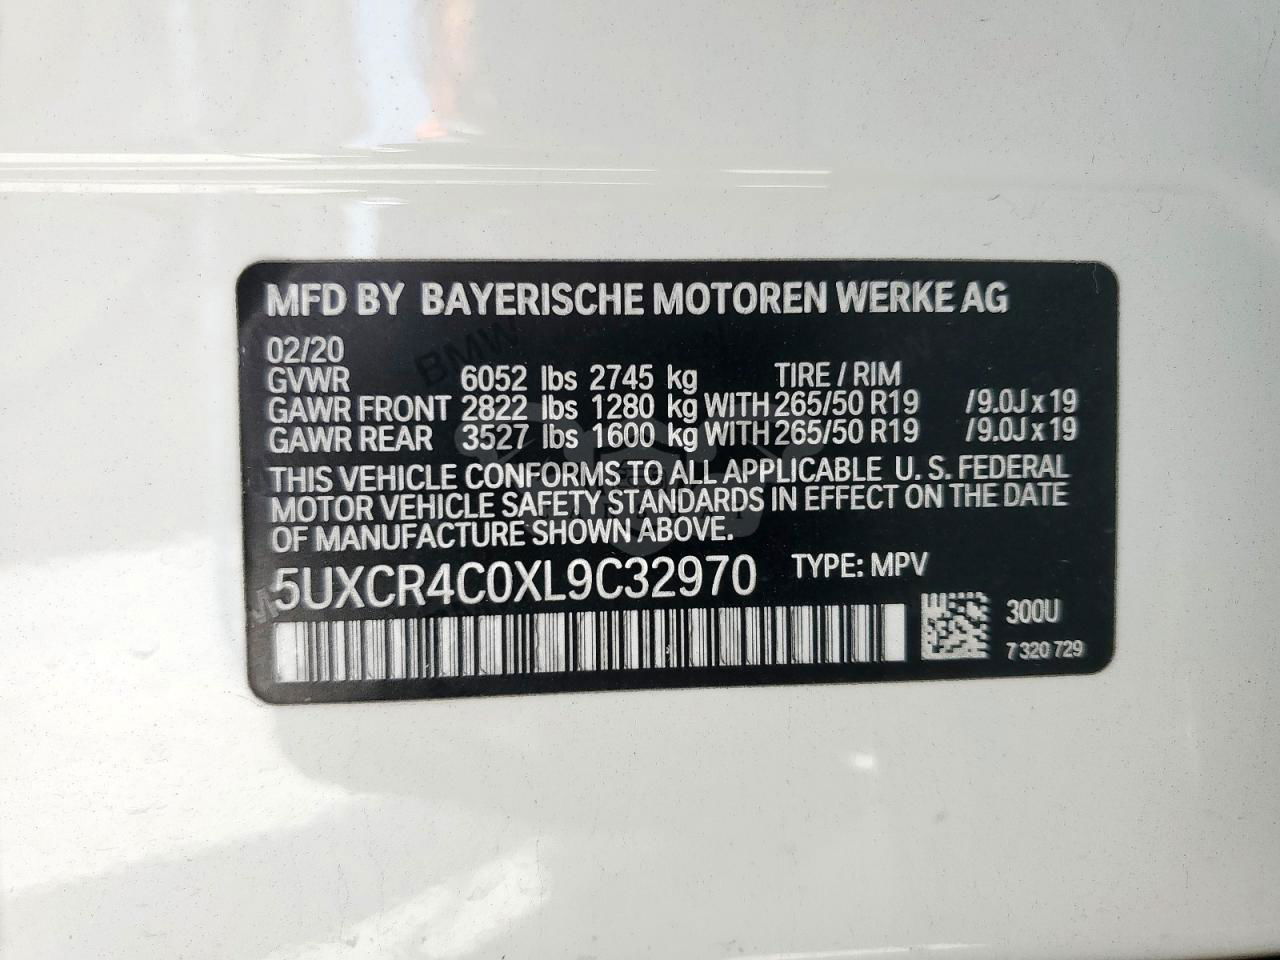 MFD BY BAYERISCHE MOTOREN WERKE AG
02/20
GVWR 6052 lbs 2745 kg TIRE / RIM
GAWR FRONT 2822 lbs 1280 kg WITH 265/50 R19 /9.0J x 19
GAWR REAR 3527 lbs 1600 kg WITH 265/50 R19 /9.0J x 19
THIS VEHICLE CONFORMS TO ALL APPLICABLE U. S. FEDERAL
MOTOR VEHICLE SAFETY STANDARDS IN EFFECT ON THE DATE
OF MANUFACTURE SHOWN ABOVE.
5UXCR4C0XL9C32970 TYPE: MPV
300U
7 320 729
BMW